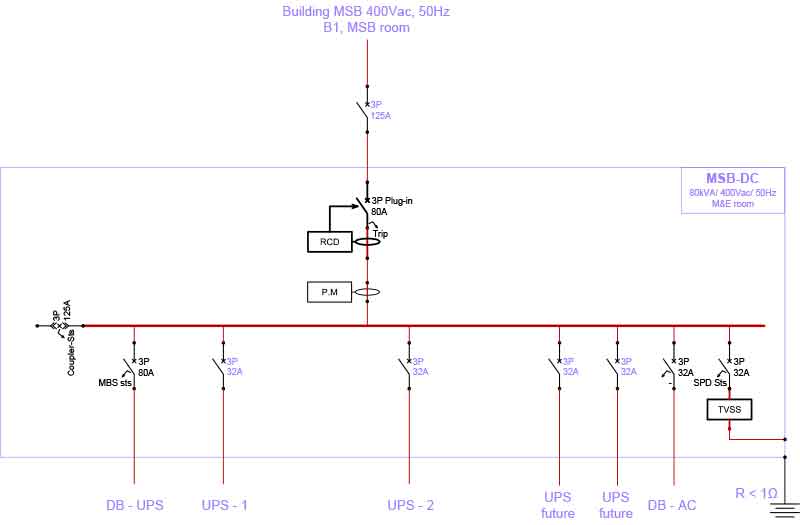 Building MSB 400Vac, 50Hz
B1, MSB room
3P
125A
MSB-DC
80kVA/ 400Vac/ 50Hz
M&E room
3P Plug-in
80A
Trip
RCD
P.M
3P
125A
Coupler-Sts
3P
80A
MBS sts
3P
32A
3P
32A
3P
32A
3P
32A
3P
32A
-
3P
32A
SPD Sts
TVSS
DB - UPS
UPS - 1
UPS - 2
UPS
future
UPS
future
DB - AC
R < 1Ω